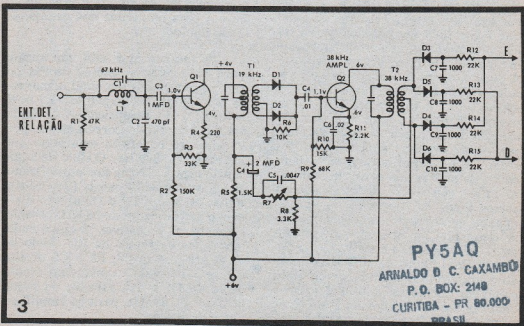 67 kHz
C1
L1
ENT.DET.
RELAÇÃO
R1
47K
C3
1 MFD
C2
470 pf
1.0v
Q1
+4v
.4v
R4
220
R3
33K
R2
150K
T1
19 kHz
D1
D2
R6
10K
C4
.01
R5
1.5K
C4
2 MFD
C5
.0047
R7
R8
3.3K
+6v
38 kHz
AMPL
Q2
1.1v
6v
C6
.02
R10
15K
R9
68K
R11
2.2K
T2
38 kHz
D3
C7
1000
R12
22K
E
D5
C8
1000
R13
22K
D4
C9
1000
R14
22K
D6
C10
1000
R15
22K
D
3
PY5AQ
ARNALDO D C. CAXAMBÚ
P.O. BOX: 2148
CURITIBA - PR 80.000
BRASIL